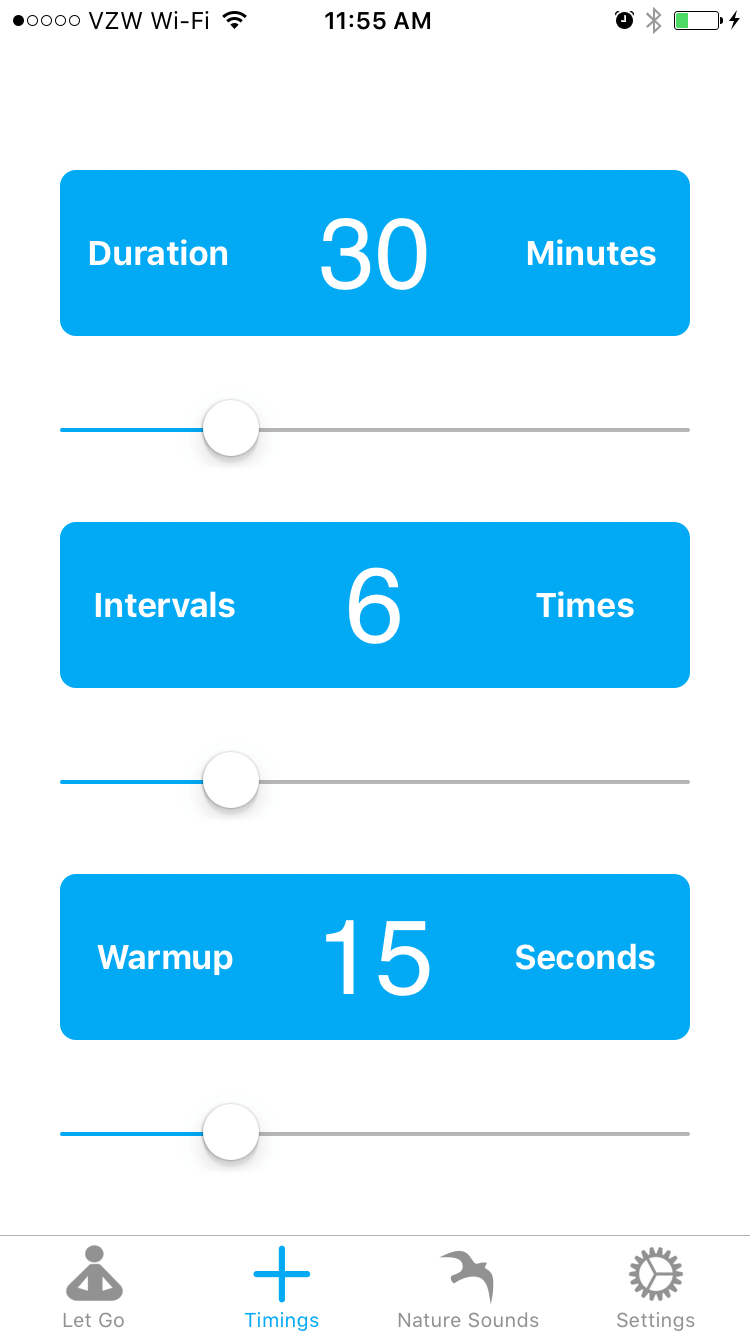 VZW Wi-Fi 11:55 AM
Duration 30 Minutes
Intervals 6 Times
Warmup 15 Seconds
Let Go Timings Nature Sounds Settings